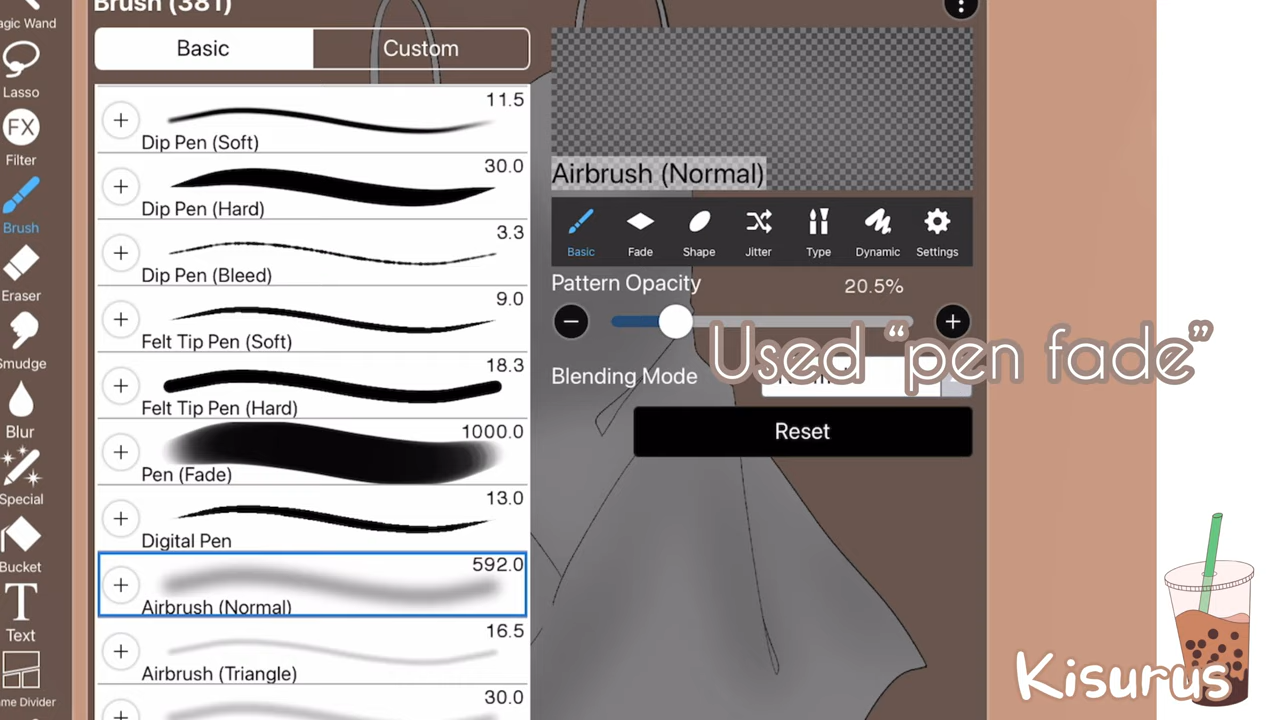 Brush (381)
agic Wand
Lasso
FX
Filter
Brush
Eraser
Smudge
Blur
Special
Bucket
T
Text
me Divider
Basic
Custom
11.5
Dip Pen (Soft)
30.0
Dip Pen (Hard)
3.3
Dip Pen (Bleed)
9.0
Felt Tip Pen (Soft)
18.3
Felt Tip Pen (Hard)
1000.0
Pen (Fade)
13.0
Digital Pen
592.0
Airbrush (Normal)
16.5
Airbrush (Triangle)
30.0
Airbrush (Normal)
Basic
Fade
Shape
Jitter
Type
Dynamic
Settings
Pattern Opacity
20.5%
Used “pen fade”
Blending Mode
Reset
Kisurus